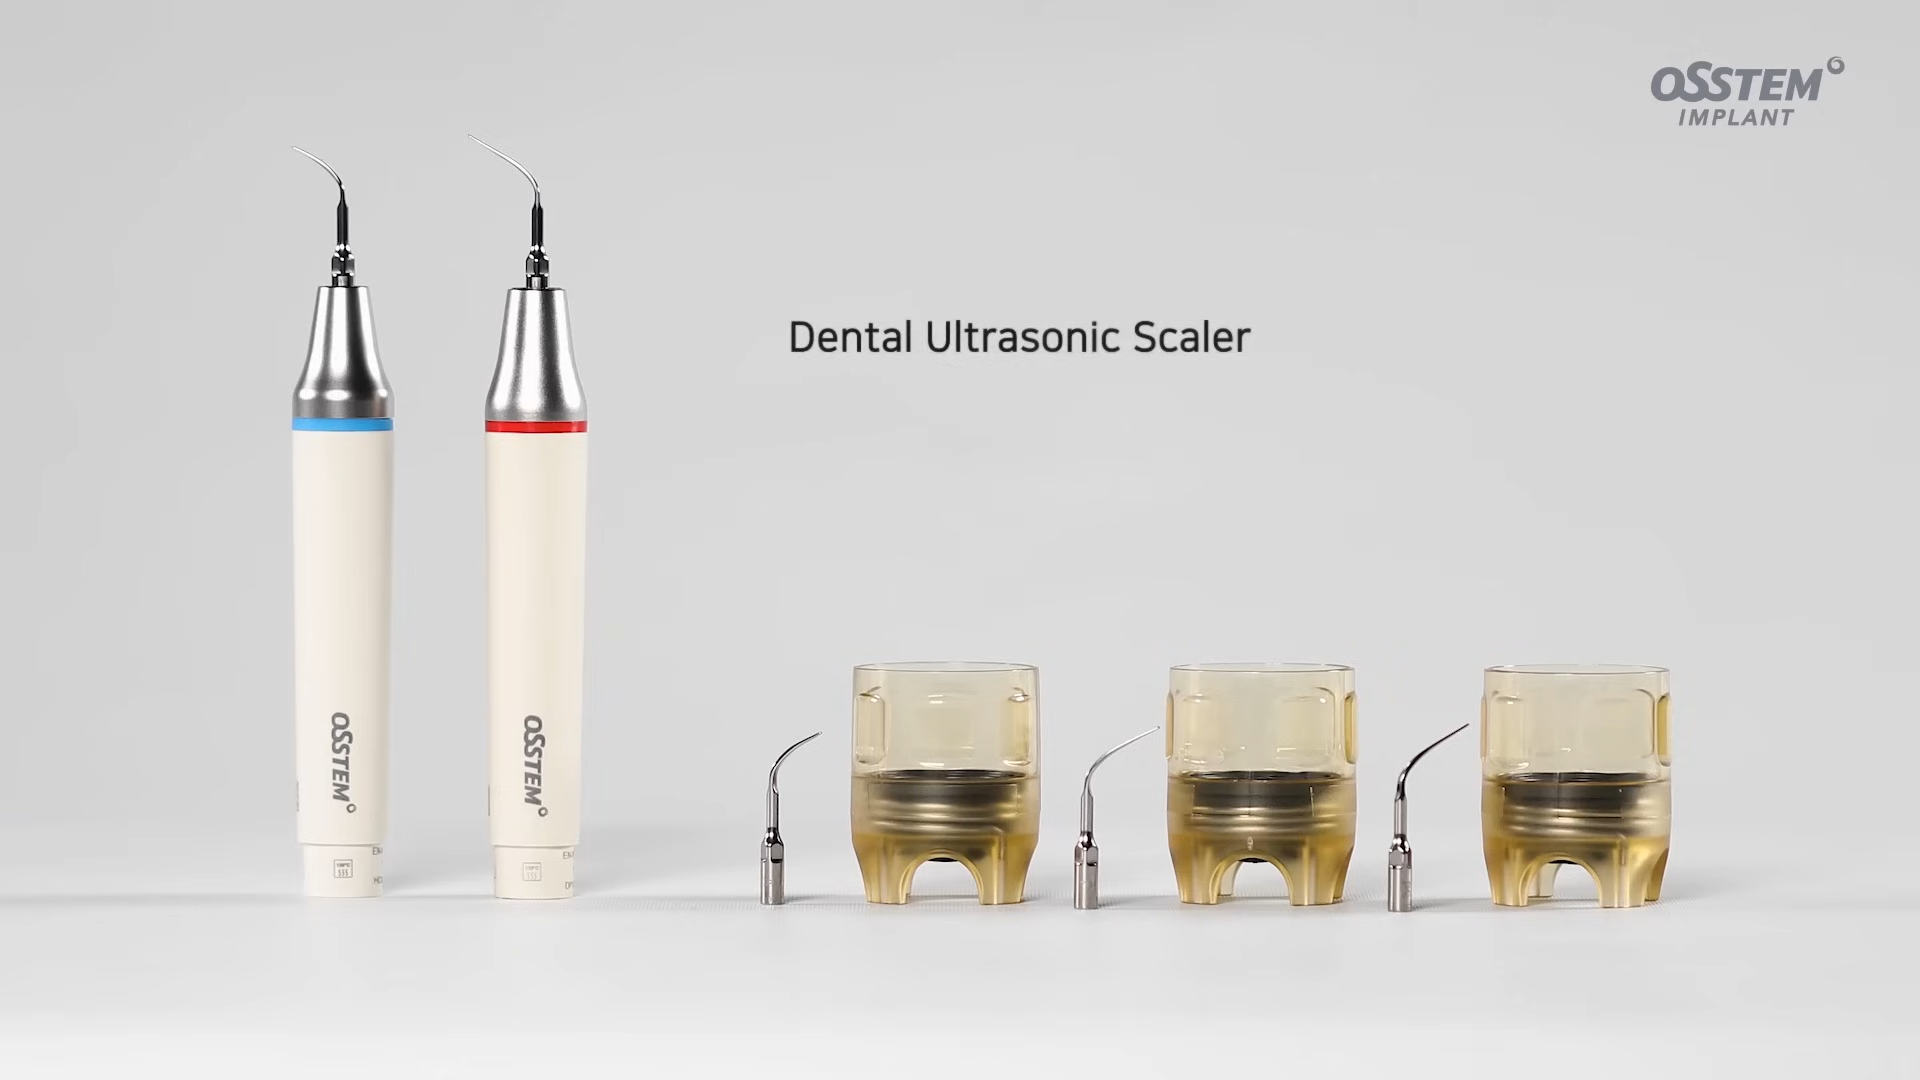 OSSTEM
IMPLANT
Dental Ultrasonic Scaler
OSSTEM
OSSTEM